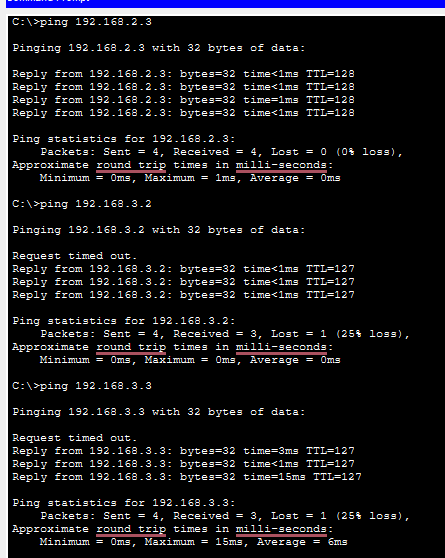 C:\>ping 192.168.2.3
Pinging 192.168.2.3 with 32 bytes of data:
Reply from 192.168.2.3: bytes=32 time<1ms TTL=128
Reply from 192.168.2.3: bytes=32 time<1ms TTL=128
Reply from 192.168.2.3: bytes=32 time=1ms TTL=128
Reply from 192.168.2.3: bytes=32 time<1ms TTL=128
Ping statistics for 192.168.2.3:
Packets: Sent = 4, Received = 4, Lost = 0 (0% loss),
Approximate round trip times in milli-seconds:
Minimum = 0ms, Maximum = 1ms, Average = 0ms
C:\>ping 192.168.3.2
Pinging 192.168.3.2 with 32 bytes of data:
Request timed out.
Reply from 192.168.3.2: bytes=32 time<1ms TTL=127
Reply from 192.168.3.2: bytes=32 time<1ms TTL=127
Reply from 192.168.3.2: bytes=32 time<1ms TTL=127
Ping statistics for 192.168.3.2:
Packets: Sent = 4, Received = 3, Lost = 1 (25% loss),
Approximate round trip times in milli-seconds:
Minimum = 0ms, Maximum = 0ms, Average = 0ms
C:\>ping 192.168.3.3
Pinging 192.168.3.3 with 32 bytes of data:
Request timed out.
Reply from 192.168.3.3: bytes=32 time=3ms TTL=127
Reply from 192.168.3.3: bytes=32 time<1ms TTL=127
Reply from 192.168.3.3: bytes=32 time=15ms TTL=127
Ping statistics for 192.168.3.3:
Packets: Sent = 4, Received = 3, Lost = 1 (25% loss),
Approximate round trip times in milli-seconds:
Minimum = 0ms, Maximum = 15ms, Average = 6ms